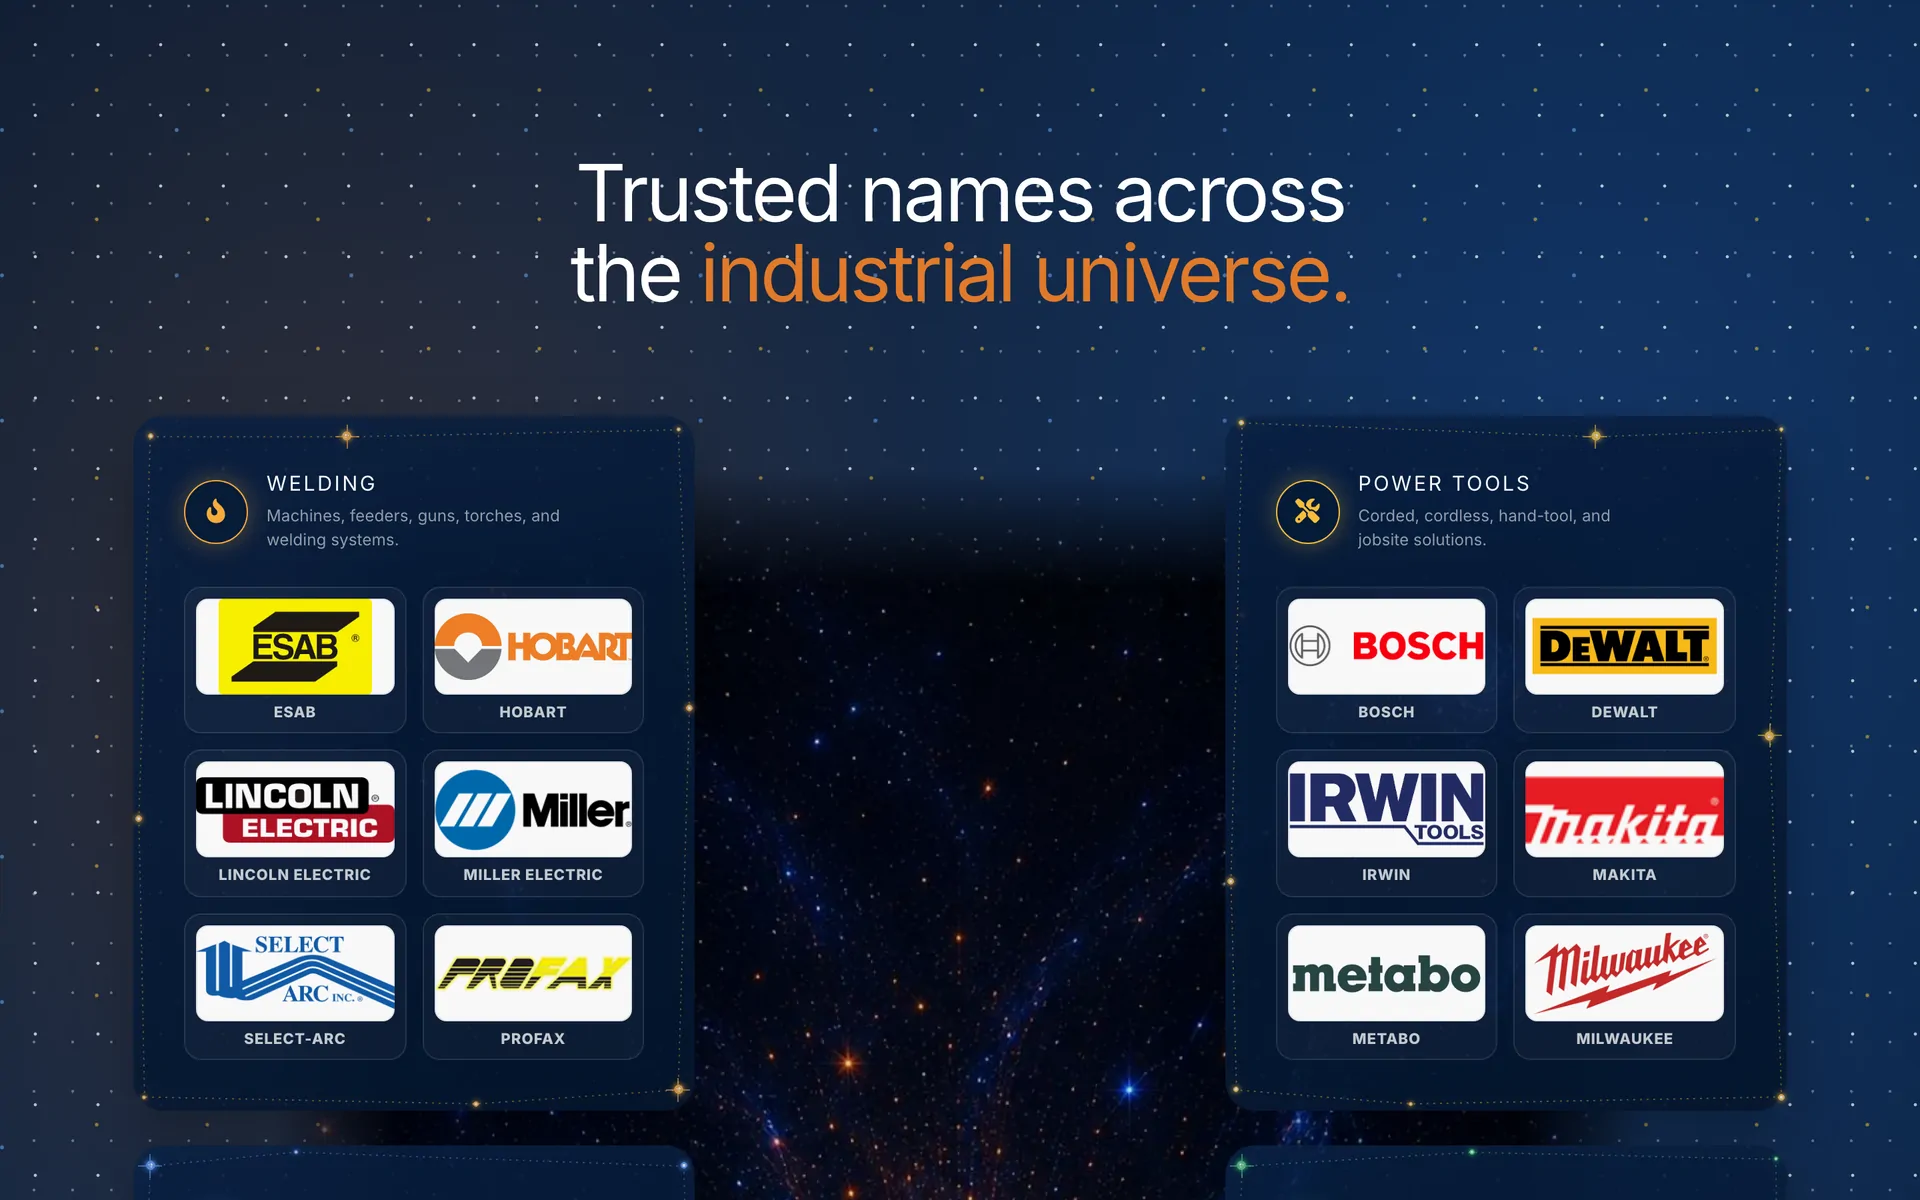 Trusted names across
the industrial universe.
WELDING
Machines, feeders, guns, torches, and
welding systems.
ESAB ®
ESAB
HOBART
HOBART
LINCOLN ®
ELECTRIC
LINCOLN ELECTRIC
Miller®
MILLER ELECTRIC
SELECT
ARC INC.®
SELECT-ARC
PROFAX
PROFAX
POWER TOOLS
Corded, cordless, hand-tool, and
jobsite solutions.
BOSCH
BOSCH
DEWALT
DEWALT
IRWIN
TOOLS
IRWIN
Makita®
MAKITA
metabo
METABO
Milwaukee®
MILWAUKEE